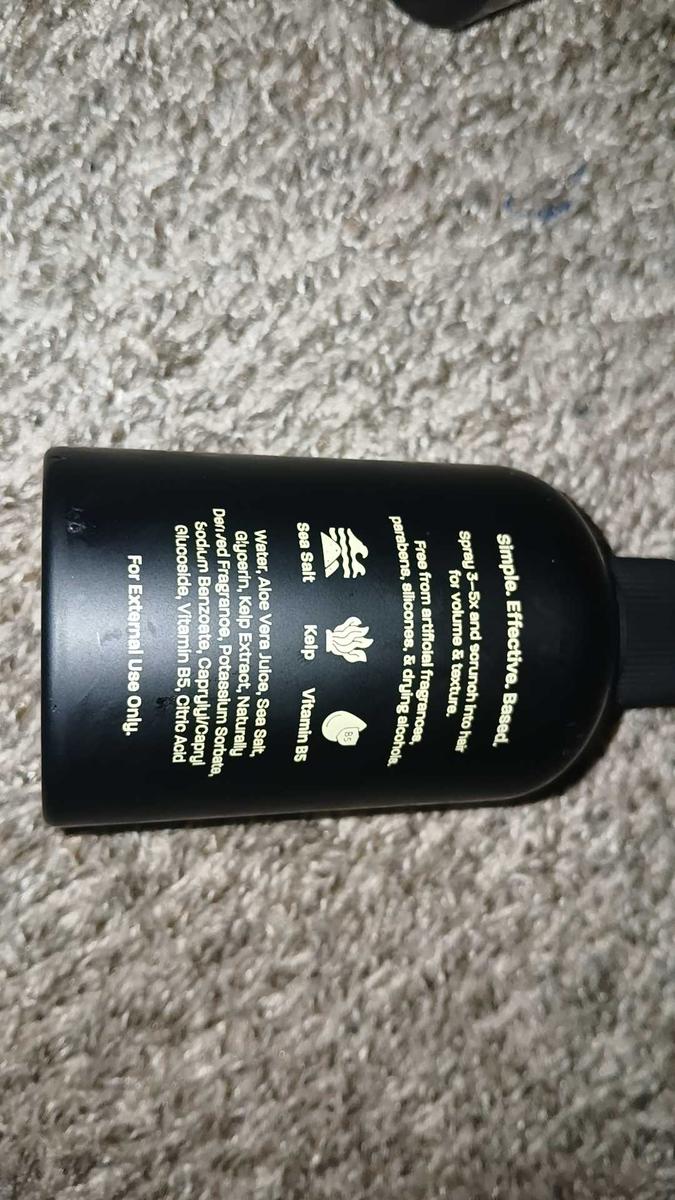 Simple. Effective. Based.
Spray 3-5x and scrunch into hair
for volume & texture.
Free from artificial fragrances,
parabens, silicones, & drying alcohols.
B5
Sea Salt Kelp Vitamin B5
Water, Aloe Vera Juice, Sea Salt,
Glycerin, Kelp Extract, Naturally
Derived Fragrance, Potassium Sorbate,
Sodium Benzoate, Caprylyl/Capryl
Glucoside, Vitamin B5, Citric Acid
For External Use Only.